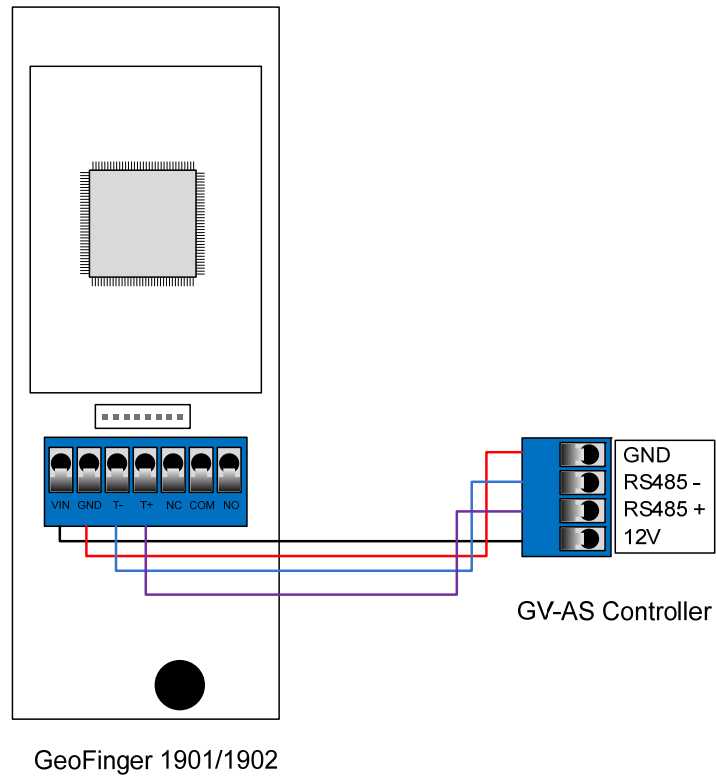 VIN GND T- T+ NC COM NO
GND
RS485 -
RS485 +
12V
GV-AS Controller
GeoFinger 1901/1902